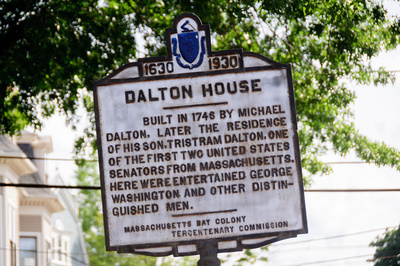 1630 1930
DALTON HOUSE
BUILT IN 1746 BY MICHAEL
DALTON. LATER THE RESIDENCE
OF HIS SON, TRISTRAM DALTON, ONE
OF THE FIRST TWO UNITED STATES
SENATORS FROM MASSACHUSETTS.
HERE WERE ENTERTAINED GEORGE
WASHINGTON AND OTHER DISTIN-
GUISHED MEN.
MASSACHUSETTS BAY COLONY
TERCENTENARY COMMISSION